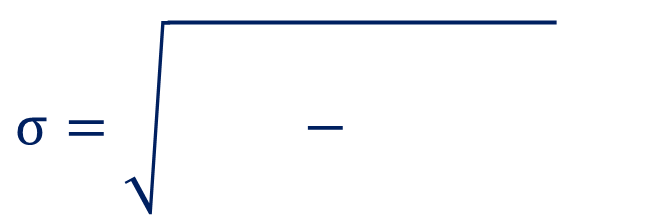 σ = √ −